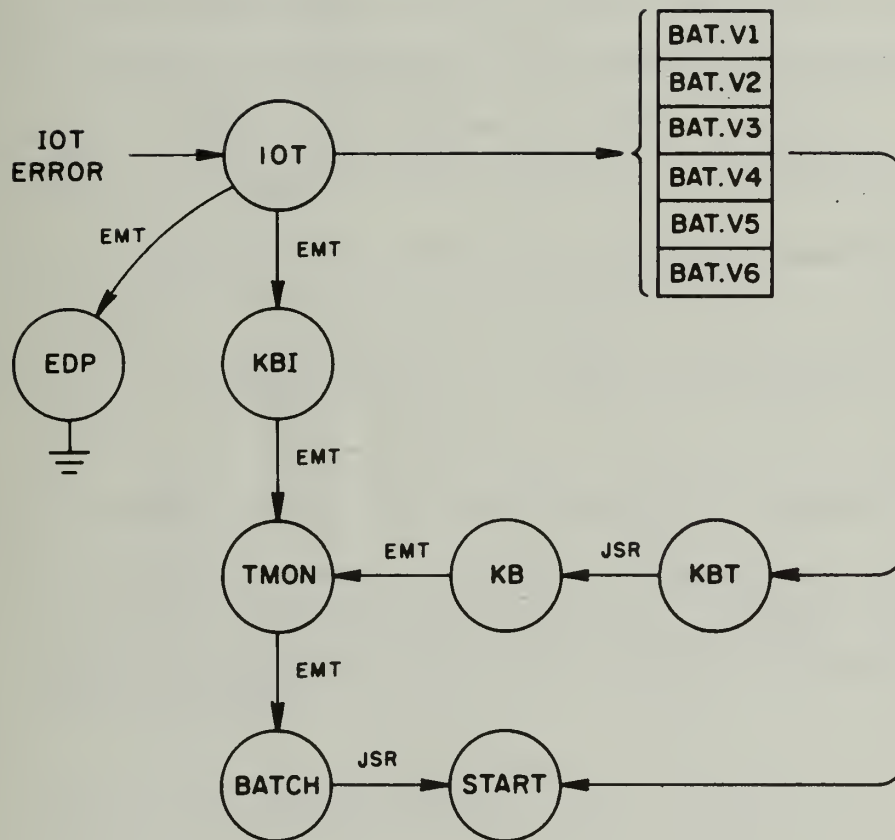 BAT.V1
BAT.V2
BAT.V3
BAT.V4
BAT.V5
BAT.V6
IOT
ERROR
IOT
EMT
EMT
EDP
KBI
EMT
TMON
EMT
KB
JSR
KBT
EMT
BATCH
JSR
START